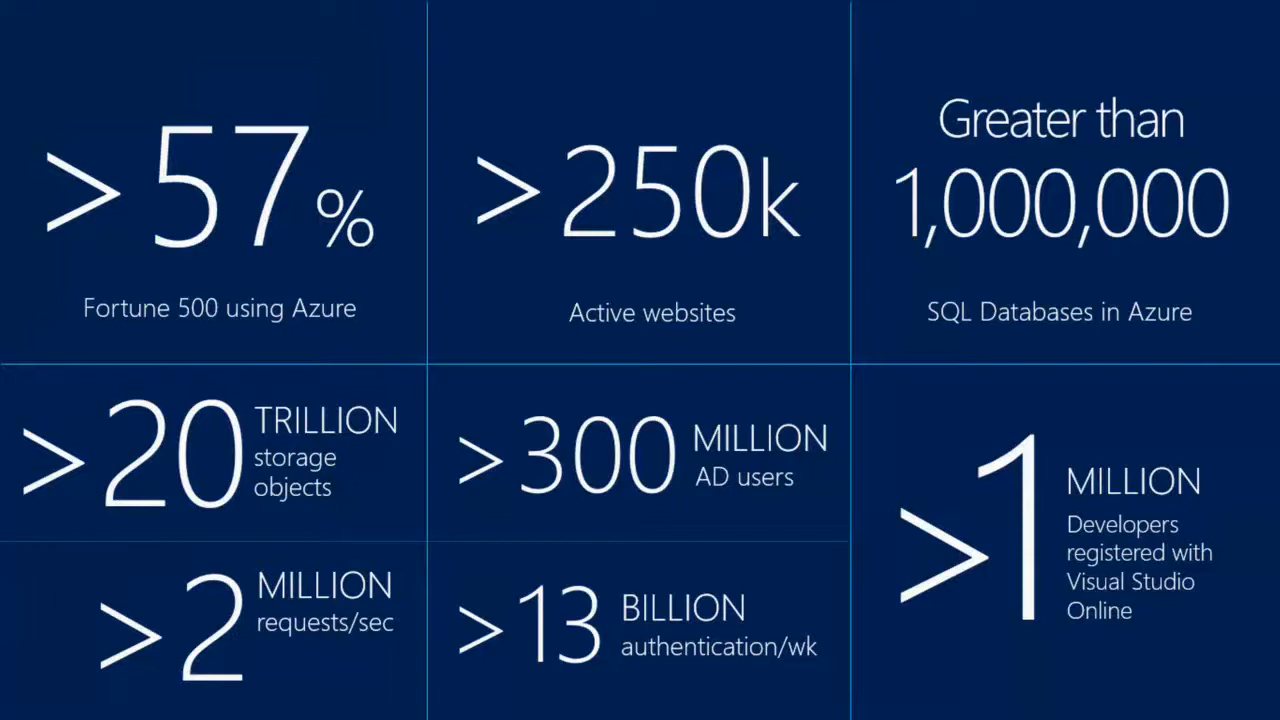 > 57 %
Fortune 500 using Azure
> 250k
Active websites
Greater than
1,000,000
SQL Databases in Azure
> 20 TRILLION
storage
objects
> 300 MILLION
AD users
> 1 MILLION
Developers
registered with
Visual Studio
Online
> 2 MILLION
requests/sec
> 13 BILLION
authentication/wk